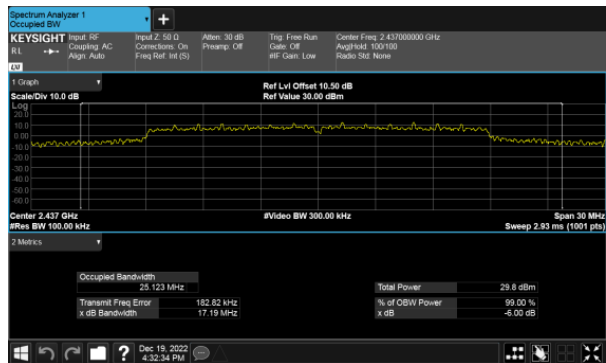 Spectrum Analyzer 1
Occupied BW
+
KEYSIGHT Input: RF Input Z: 50 Ω Atten: 30 dB Trig: Free Run Center Freq: 2.437000000 GHz
RL Coupling: AC Corrections: On Preamp: Off Gate: Off Avg|Hold: 100/100
Align: Auto Freq Ref: Int (S) #IF Gain: Low Radio Std: None
1 Graph
Ref Lvl Offset 10.50 dB
Scale/Div 10.0 dB Ref Value 30.00 dBm
Log
20.0
10.0
0.00
-10.0
-20.0
-30.0
-40.0
-50.0
-60.0
Center 2.437 GHz #Video BW 300.00 kHz Span 30 MHz
#Res BW 100.00 kHz Sweep 2.93 ms (1001 pts)
2 Metrics
Occupied Bandwidth
25.123 MHz Total Power 29.8 dBm
Transmit Freq Error 182.82 kHz % of OBW Power 99.00 %
x dB Bandwidth 17.19 MHz x dB -6.00 dB
? Dec 19, 2022
4:32:34 PM